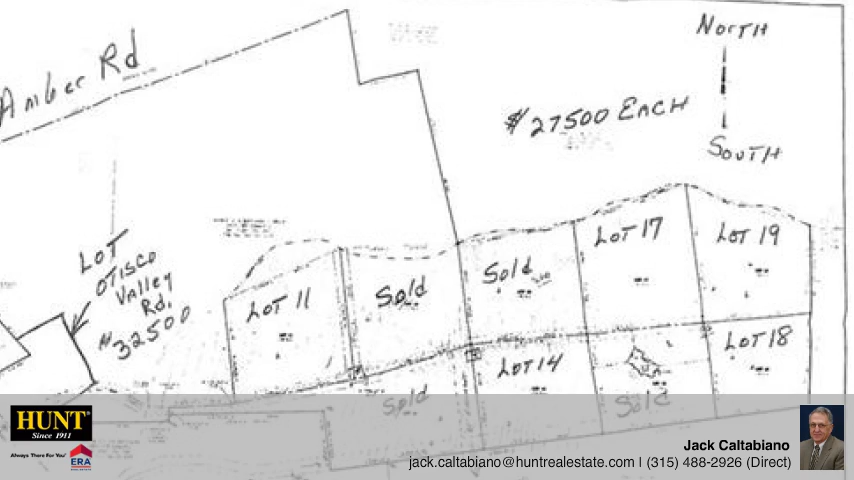 Amber Rd
North
South
$27500 EACH
LOT
OTISCO
Valley
Rd.
$32500
LOT 11
Sold
Sold
LOT 17
LOT 19
Sold
LOT 14
Sold
LOT 18
HUNT
Since 1911
Always There For You
ERA
Jack Caltabiano
jack.caltabiano@huntrealestate.com | (315) 488-2926 (Direct)